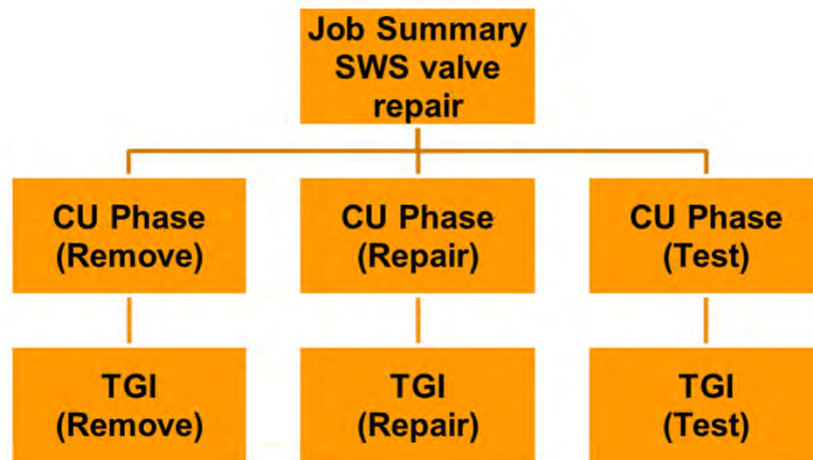 Job Summary
SWS valve
repair
CU Phase
(Remove)
CU Phase
(Repair)
CU Phase
(Test)
TGI
(Remove)
TGI
(Repair)
TGI
(Test)